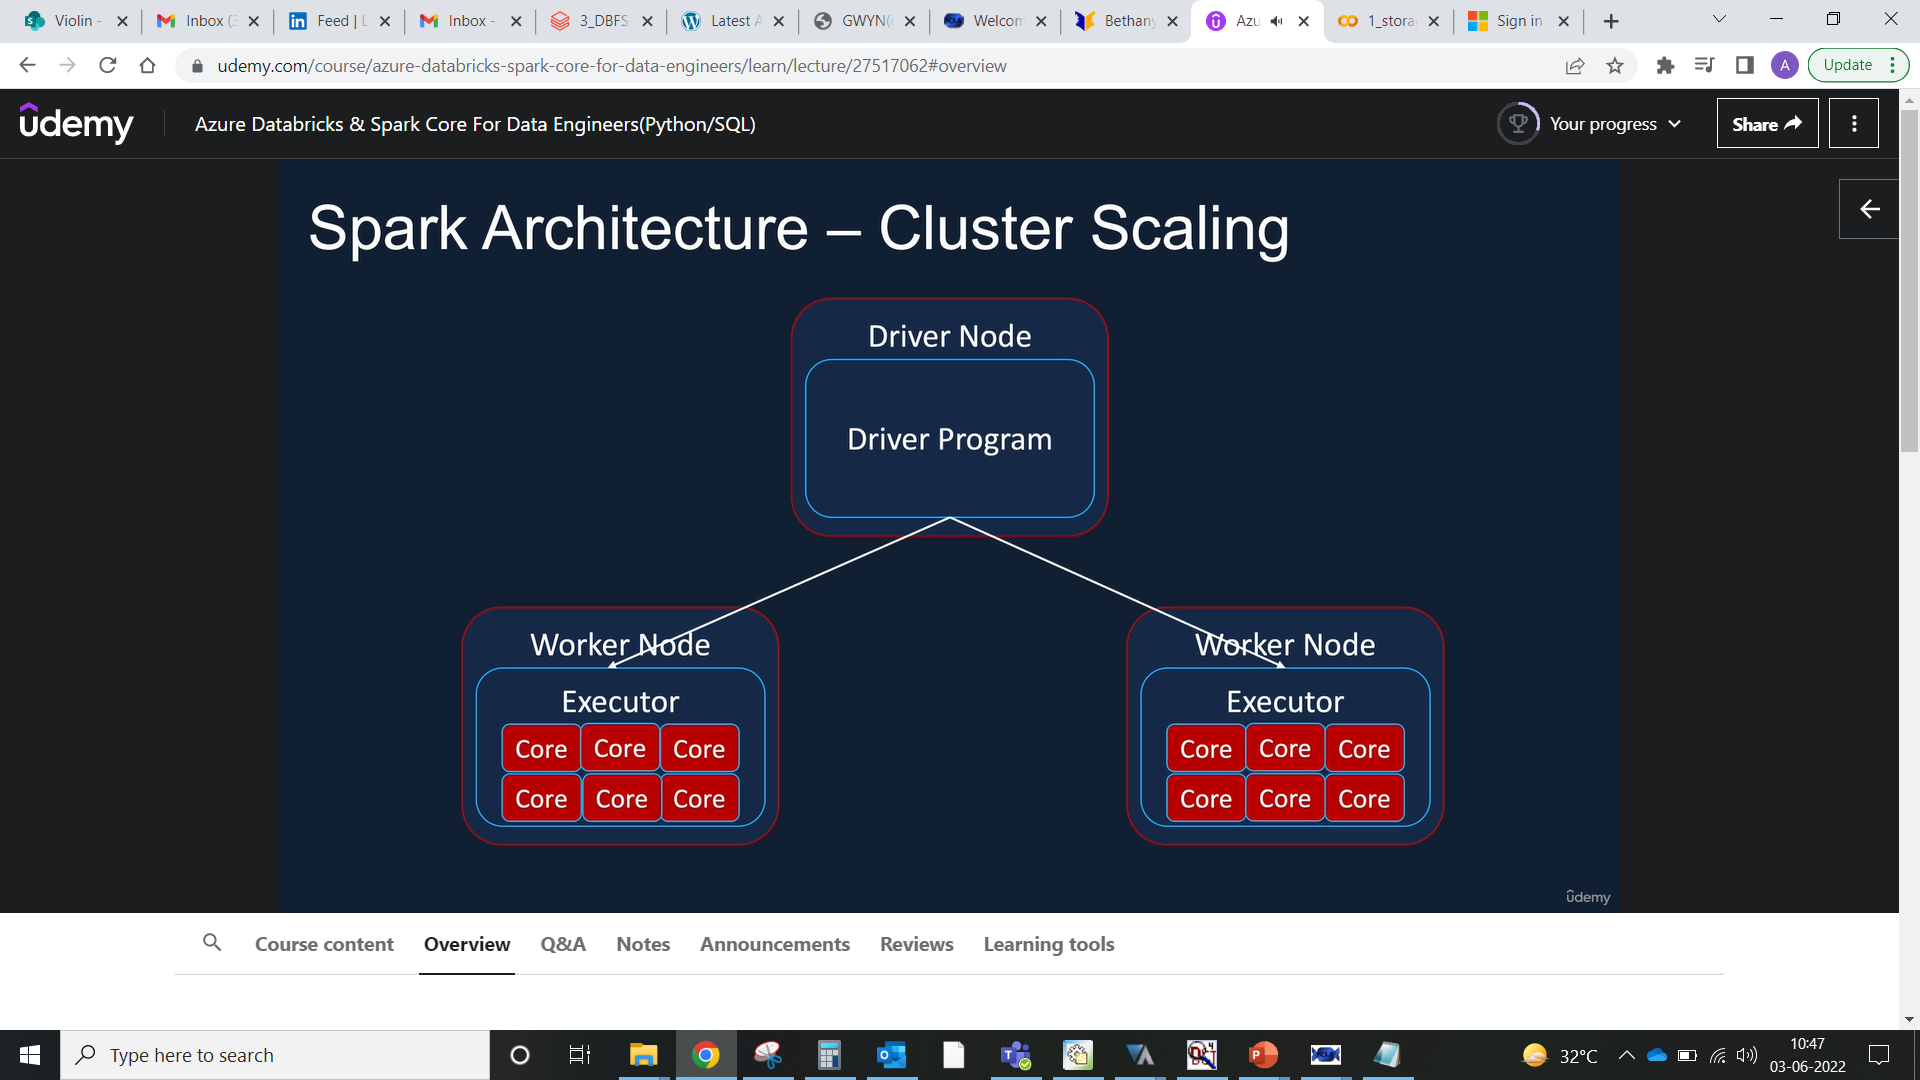 Violin -
Inbox (3
Feed | L
Inbox -
3_DBFS
Latest A
GWYN(
Welcom
Bethany
Azu
1_stora
Sign in
udemy.com/course/azure-databricks-spark-core-for-data-engineers/learn/lecture/27517062#overview
A
Update
udemy
Azure Databricks & Spark Core For Data Engineers(Python/SQL)
Your progress
Share
Spark Architecture – Cluster Scaling
Driver Node
Driver Program
Worker Node
Executor
Core Core Core
Core Core Core
Worker Node
Executor
Core Core Core
Core Core Core
udemy
Course content
Overview
Q&A
Notes
Announcements
Reviews
Learning tools
Type here to search
32°C
10:47
03-06-2022